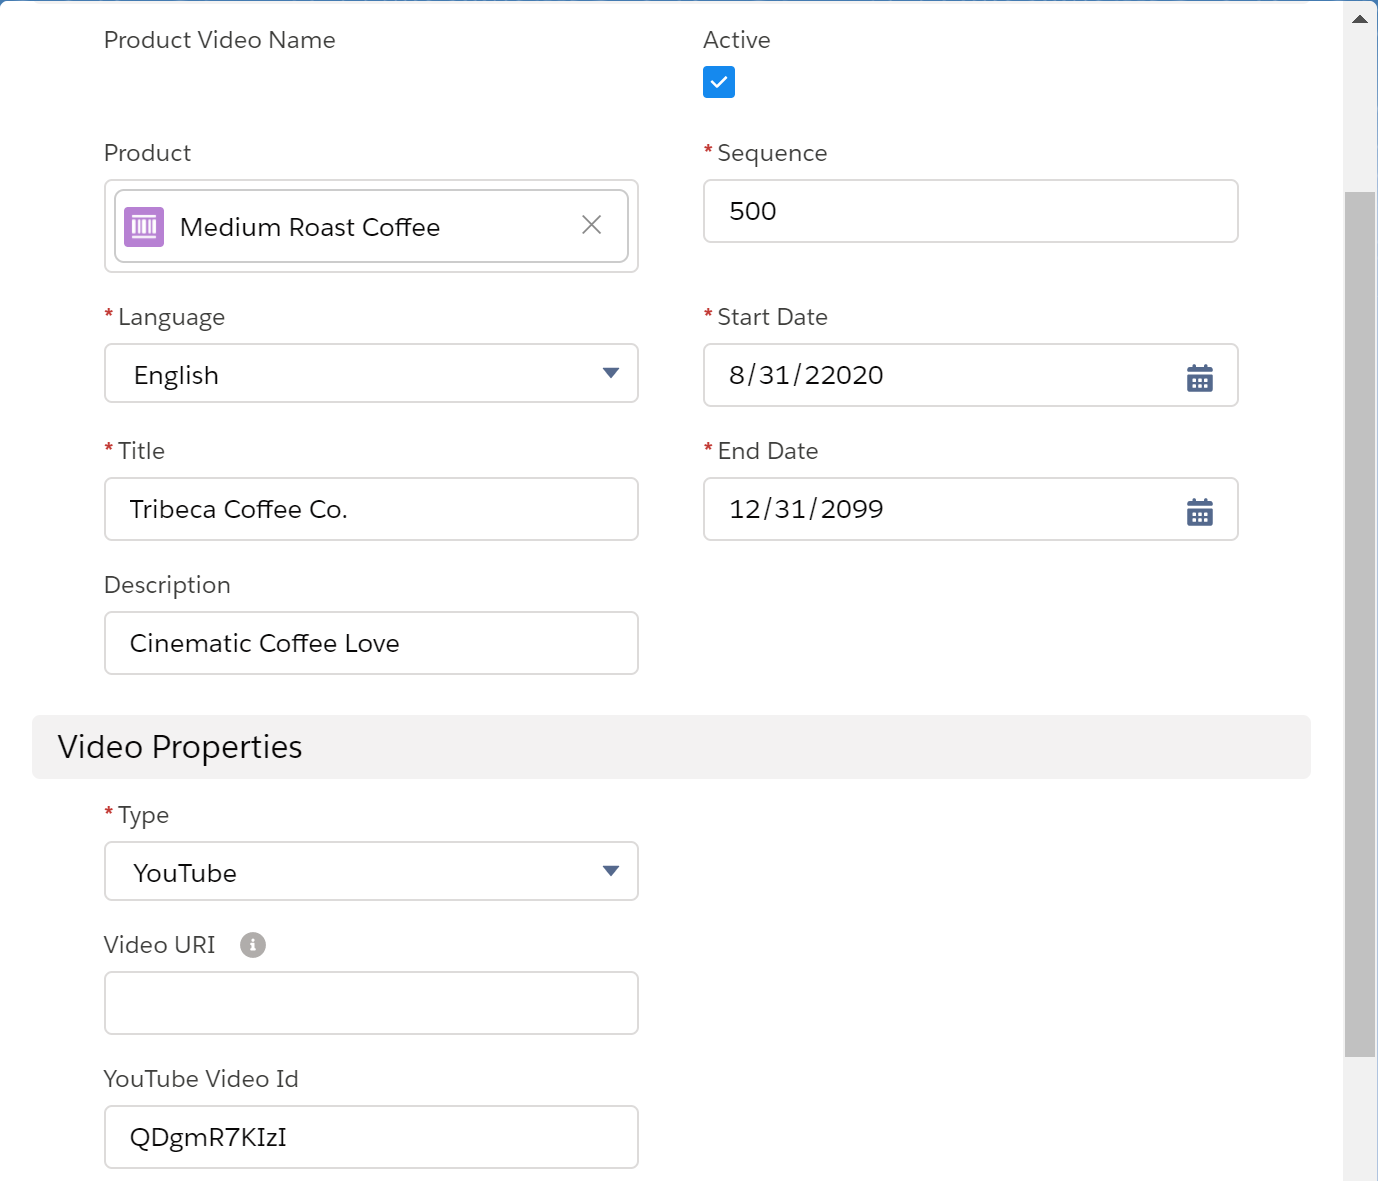 Product Video Name
Active
Product
* Sequence
Medium Roast Coffee
500
* Language
* Start Date
English
8/31/22020
* Title
* End Date
Tribeca Coffee Co.
12/31/2099
Description
Cinematic Coffee Love
Video Properties
* Type
YouTube
Video URI
YouTube Video Id
QDgmR7KIzI